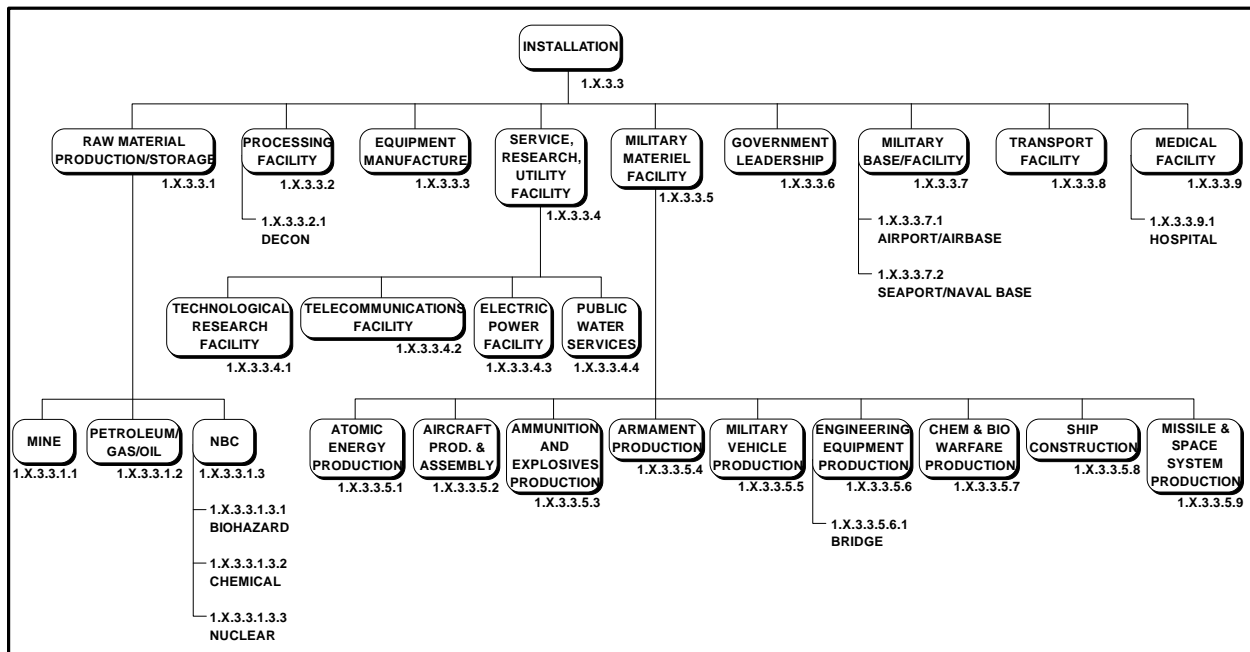 INSTALLATION
1.X.3.3
RAW MATERIAL
PRODUCTION/STORAGE
1.X.3.3.1
PROCESSING
FACILITY
1.X.3.3.2
1.X.3.3.2.1
DECON
EQUIPMENT
MANUFACTURE
1.X.3.3.3
SERVICE,
RESEARCH,
UTILITY
FACILITY
1.X.3.3.4
MILITARY
MATERIEL
FACILITY
1.X.3.3.5
GOVERNMENT
LEADERSHIP
1.X.3.3.6
MILITARY
BASE/FACILITY
1.X.3.3.7
1.X.3.3.7.1
AIRPORT/AIRBASE
1.X.3.3.7.2
SEAPORT/NAVAL BASE
TRANSPORT
FACILITY
1.X.3.3.8
MEDICAL
FACILITY
1.X.3.3.9
1.X.3.3.9.1
HOSPITAL
TECHNOLOGICAL
RESEARCH
FACILITY
1.X.3.3.4.1
TELECOMMUNICATIONS
FACILITY
1.X.3.3.4.2
ELECTRIC
POWER
FACILITY
1.X.3.3.4.3
PUBLIC
WATER
SERVICES
1.X.3.3.4.4
MINE
1.X.3.3.1.1
PETROLEUM/
GAS/OIL
1.X.3.3.1.2
NBC
1.X.3.3.1.3
1.X.3.3.1.3.1
BIOHAZARD
1.X.3.3.1.3.2
CHEMICAL
1.X.3.3.1.3.3
NUCLEAR
ATOMIC
ENERGY
PRODUCTION
1.X.3.3.5.1
AIRCRAFT
PROD. &
ASSEMBLY
1.X.3.3.5.2
AMMUNITION
AND
EXPLOSIVES
PRODUCTION
1.X.3.3.5.3
ARMAMENT
PRODUCTION
1.X.3.3.5.4
MILITARY
VEHICLE
PRODUCTION
1.X.3.3.5.5
ENGINEERING
EQUIPMENT
PRODUCTION
1.X.3.3.5.6
1.X.3.3.5.6.1
BRIDGE
CHEM & BIO
WARFARE
PRODUCTION
1.X.3.3.5.7
SHIP
CONSTRUCTION
1.X.3.3.5.8
MISSILE &
SPACE
SYSTEM
PRODUCTION
1.X.3.3.5.9